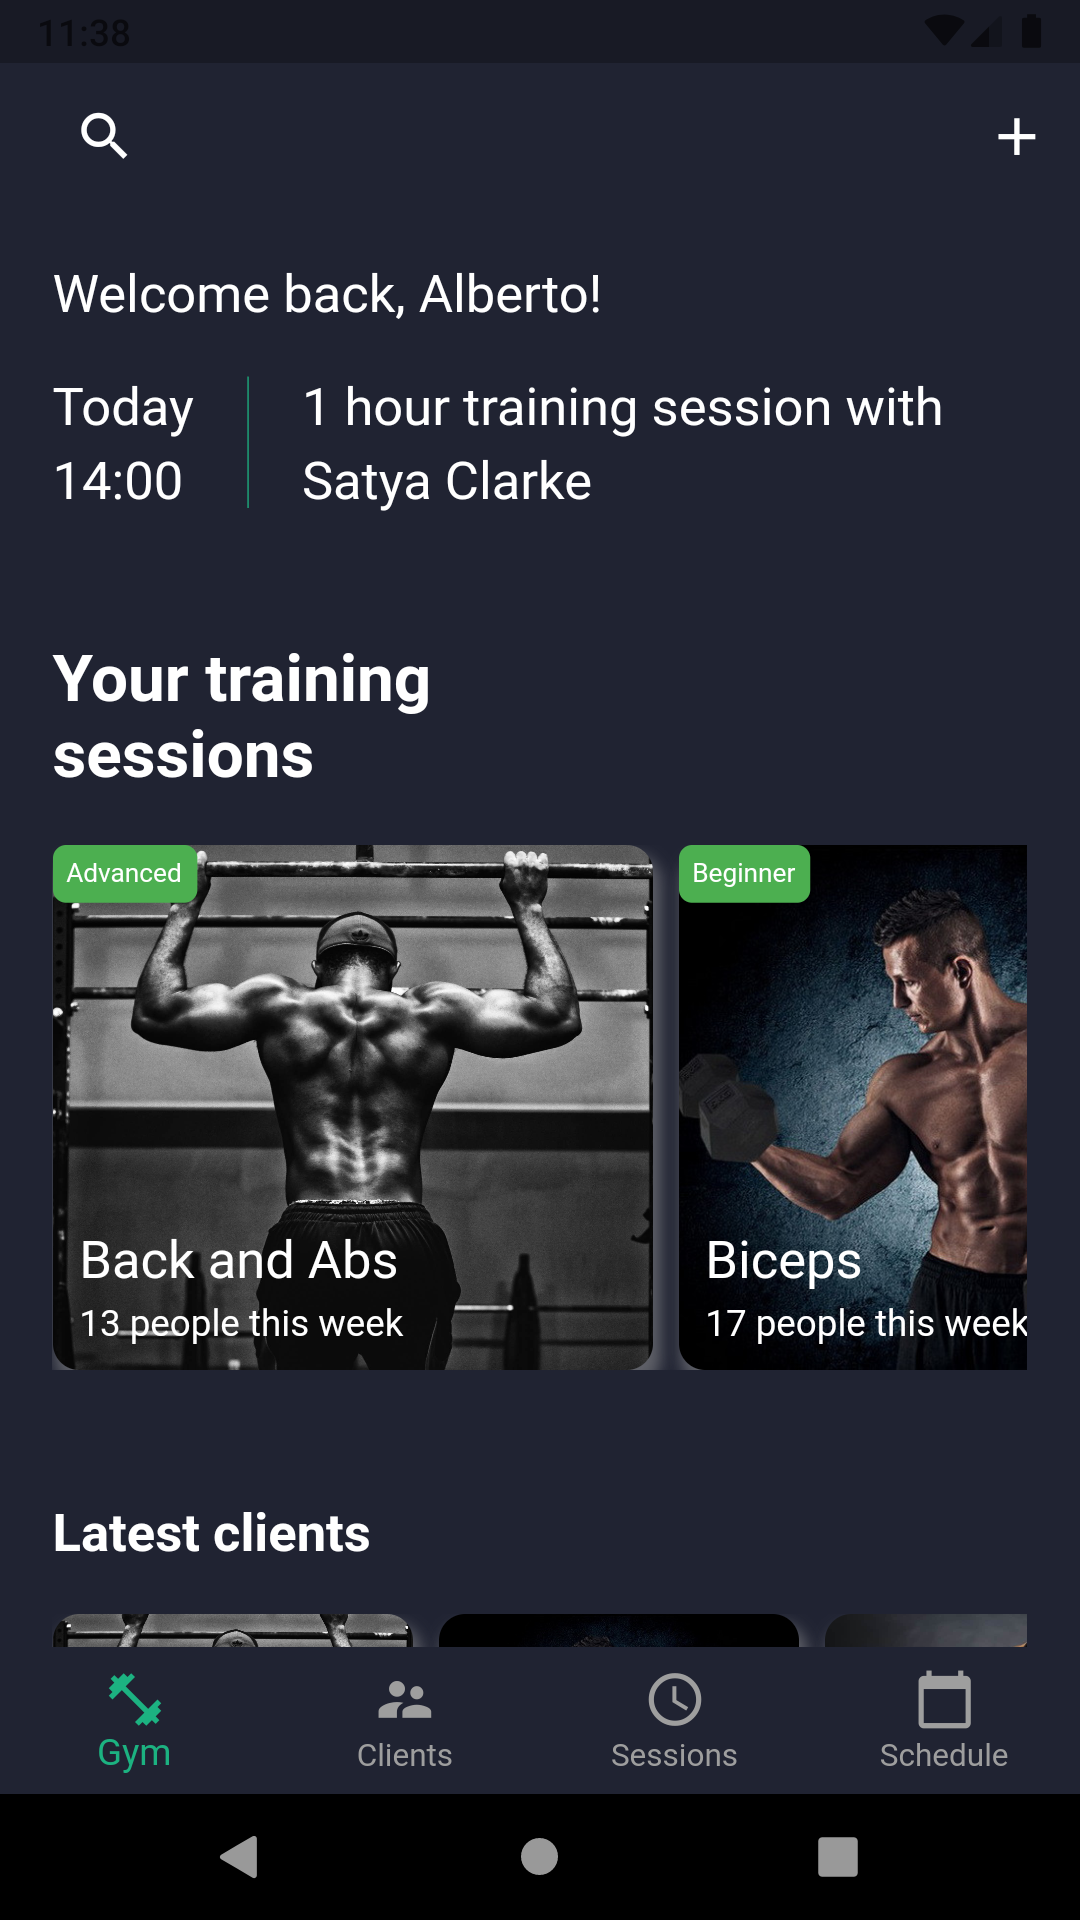 11:38
Welcome back, Alberto!
Today
14:00
1 hour training session with
Satya Clarke
Your training
sessions
Advanced
Beginner
Back and Abs
13 people this week
Biceps
17 people this week
Latest clients
Gym
Clients
Sessions
Schedule